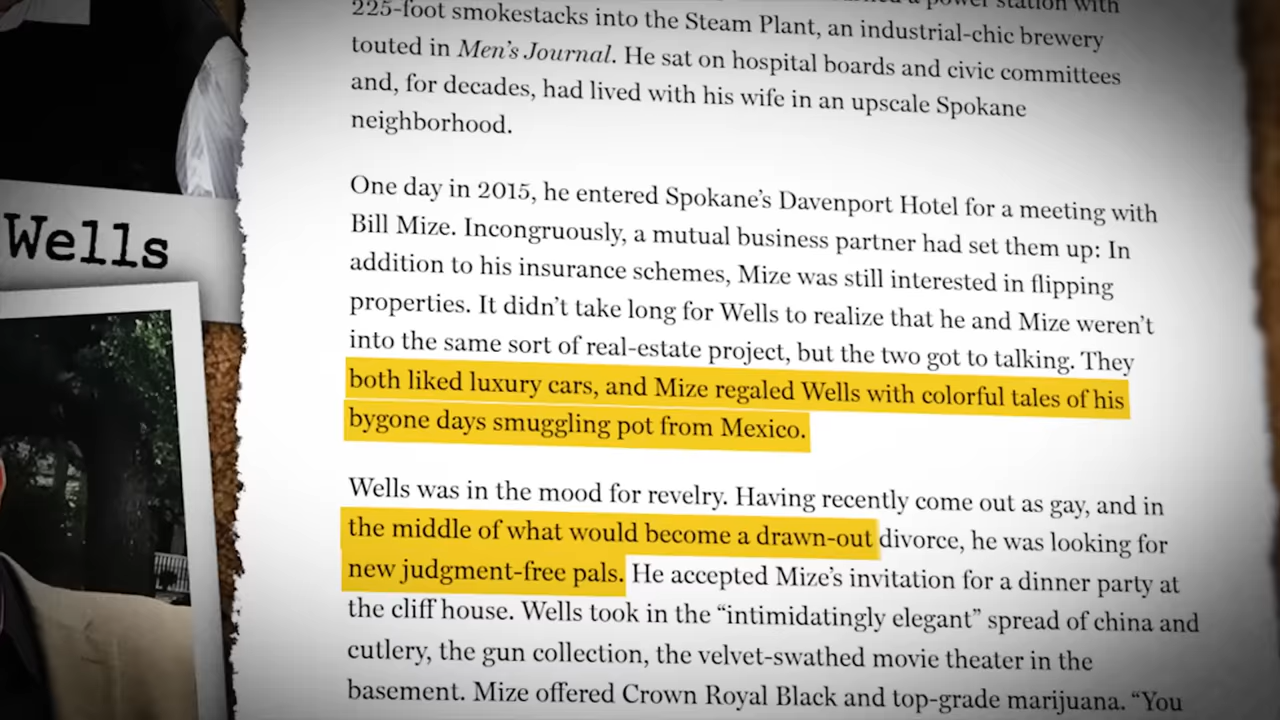 power station with
225-foot smokestacks into the Steam Plant, an industrial-chic brewery
touted in Men's Journal. He sat on hospital boards and civic committees
and, for decades, had lived with his wife in an upscale Spokane
neighborhood.
One day in 2015, he entered Spokane's Davenport Hotel for a meeting with
Bill Mize. Incongruously, a mutual business partner had set them up: In
addition to his insurance schemes, Mize was still interested in flipping
properties. It didn't take long for Wells to realize that he and Mize weren't
into the same sort of real-estate project, but the two got to talking. They
both liked luxury cars, and Mize regaled Wells with colorful tales of his
bygone days smuggling pot from Mexico.
Wells was in the mood for revelry. Having recently come out as gay, and in
the middle of what would become a drawn-out divorce, he was looking for
new judgment-free pals. He accepted Mize's invitation for a dinner party at
the cliff house. Wells took in the “intimidatingly elegant” spread of china and
cutlery, the gun collection, the velvet-swathed movie theater in the
basement. Mize offered Crown Royal Black and top-grade marijuana. “You
Wells